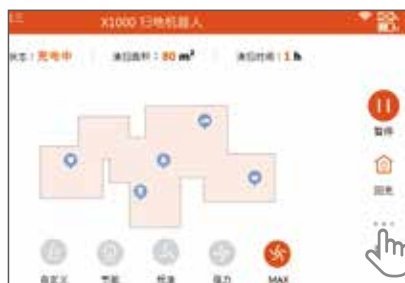 X1000 扫地机器人
状态：充电中 清扫面积：80 m² 清扫时间：1 h
暂停
回充
自定义 节能 标准 强力 MAX